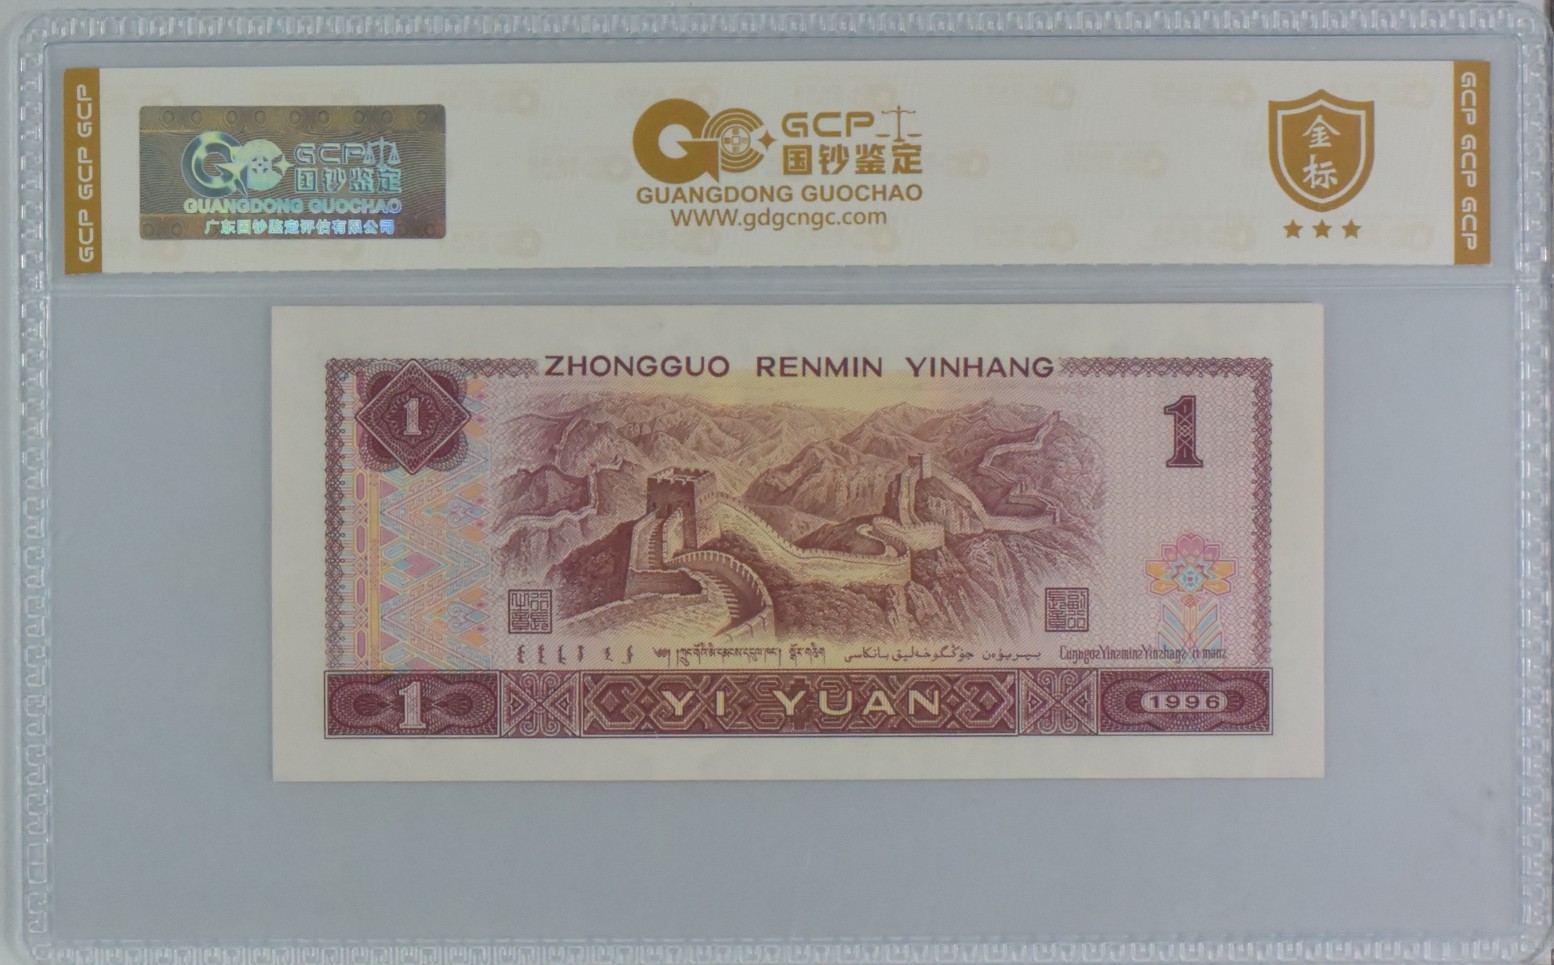 GCP GCP GCP
GCP
国钞鉴定
GUANGDONG GUOCHAO
广东国钞鉴定评估有限公司
GCP
国钞鉴定
GUANGDONG GUOCHAO
WWW.gdgcngc.com
金标
GCP GCP GCP
ZHONGGUO RENMIN YINHANG
1
1
1
YI YUAN
1996